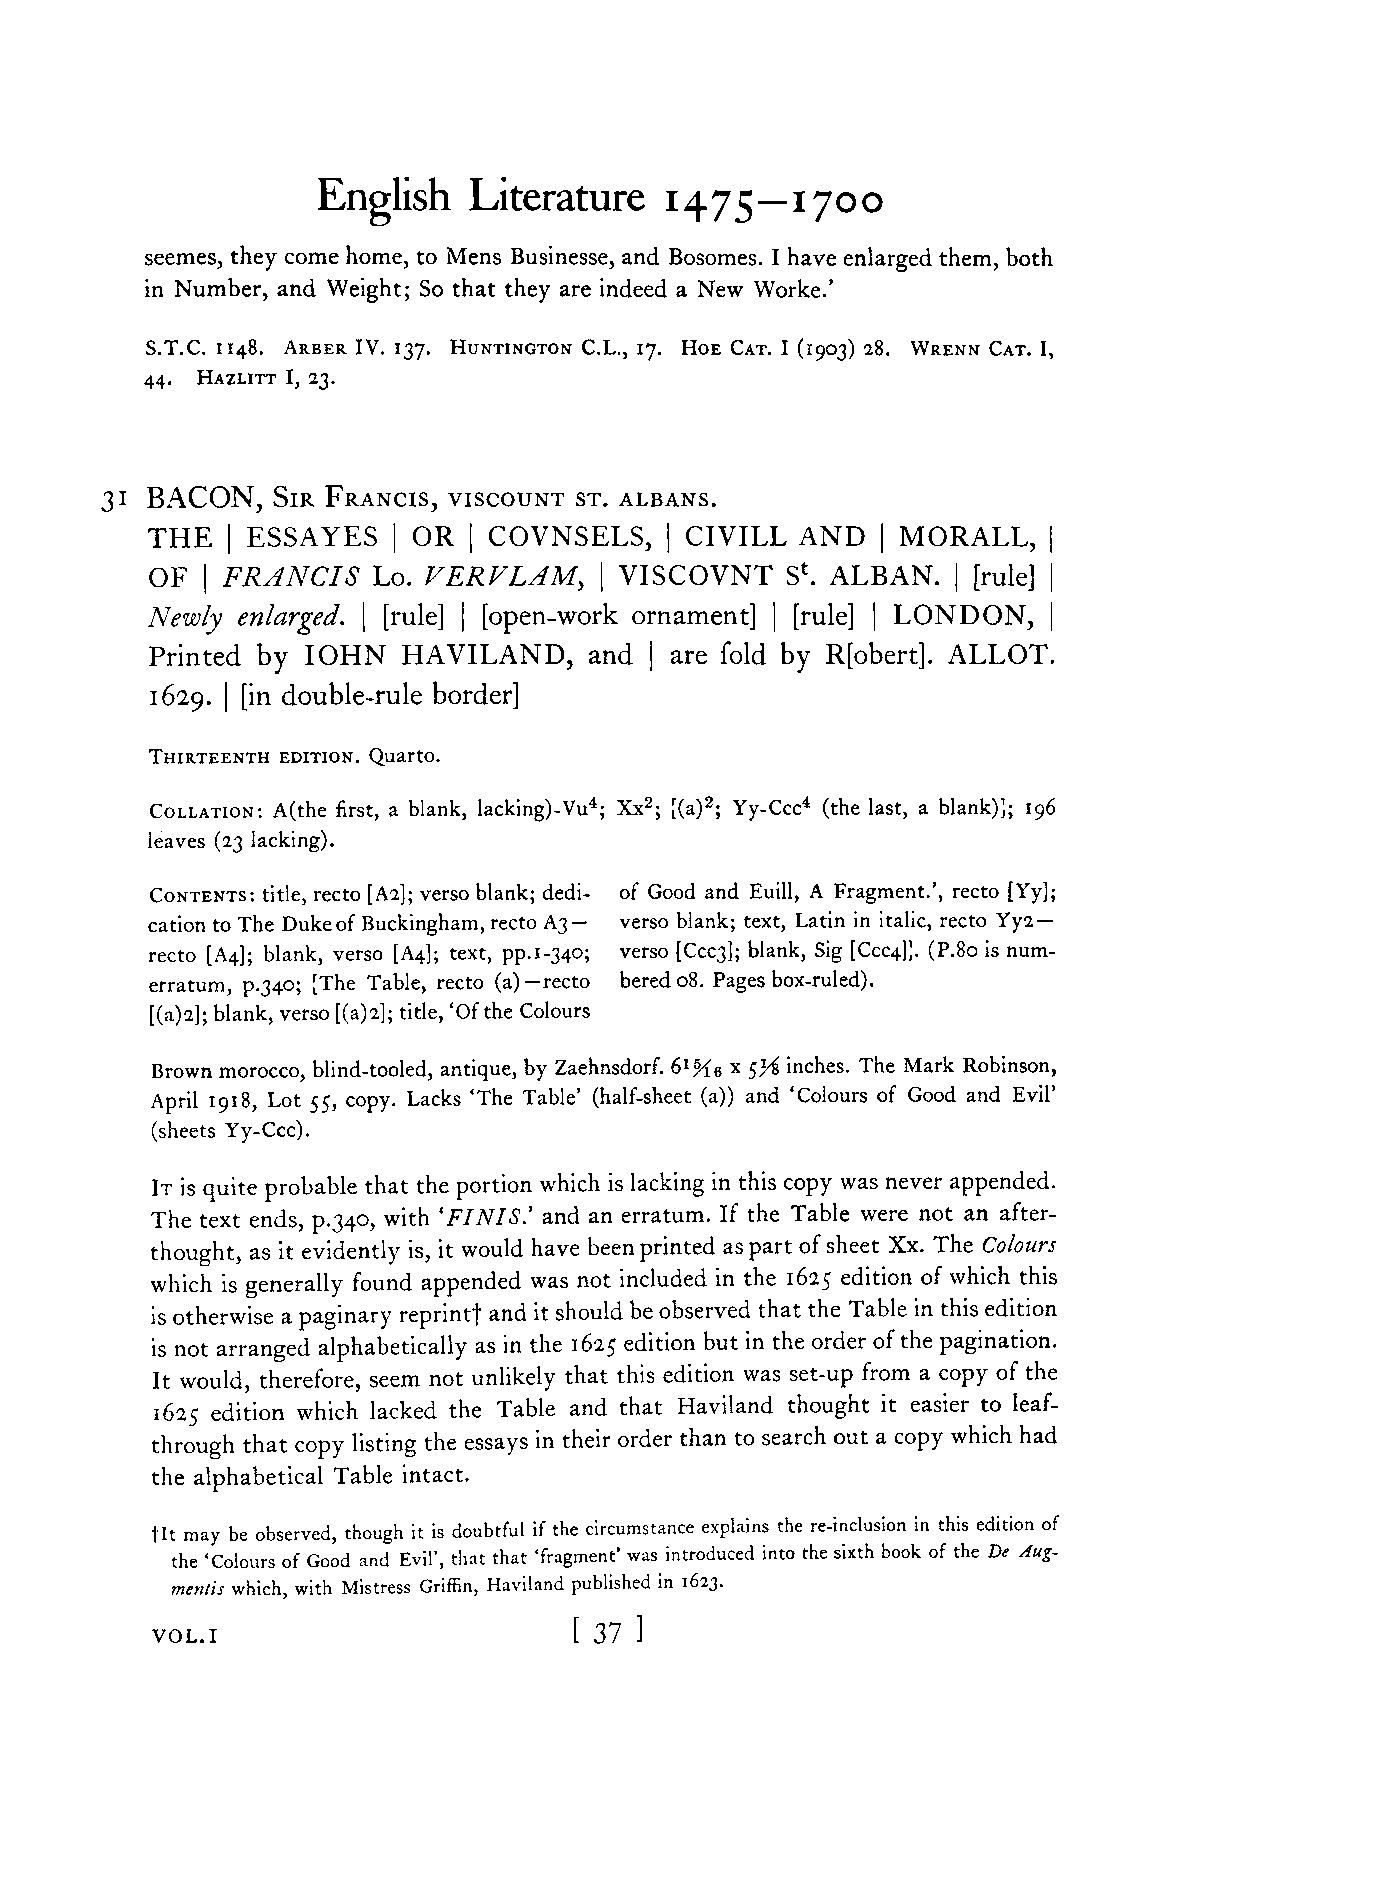 English Literature 1475—1700
seemes, they come home, to Mens Businesse, and Bosomes. I have enlarged them, both
in Number, and Weight; So that they are indeed a New Worke.’
S.T.C. 1148. Arber IV. 137. Huntington C.L., 17. Hoe Cat. I (1903) 28. Wrenn Cat. I,
44. Hazlitt I, 23.
31 BACON, Sir Francis, viscount st. albans.
THE | ESSAYES | OR | COVNSELS, | CIVILL AND | MORALL, |
OF | FRANCIS Lo. VERVLAM, | VISCOVNT Sᵗ. ALBAN. | [rule] |
Newly enlarged. | [rule] | [open-work ornament] | [rule] | LONDON, |
Printed by IOHN HAVILAND, and | are ſold by R[obert]. ALLOT.
1629. | [in double-rule border]
Thirteenth edition. Quarto.
Collation: A(the first, a blank, lacking)-Vu⁴; Xx²; [(a)²; Yy-Ccc⁴ (the last, a blank)]; 196
leaves (23 lacking).
Contents: title, recto [A2]; verso blank; dedi-
cation to The Duke of Buckingham, recto A3—
recto [A4]; blank, verso [A4]; text, pp.1-340;
erratum, p.340; [The Table, recto (a)—recto
[(a)2]; blank, verso [(a)2]; title, ‘Of the Colours
of Good and Euill, A Fragment.’, recto [Yy];
verso blank; text, Latin in italic, recto Yy2—
verso [Ccc3]; blank, Sig [Ccc4]]. (P.80 is num-
bered 08. Pages box-ruled).
Brown morocco, blind-tooled, antique, by Zaehnsdorf. 6 15/16 x 5 1/8 inches. The Mark Robinson,
April 1918, Lot 55, copy. Lacks ‘The Table’ (half-sheet (a)) and ‘Colours of Good and Evil’
(sheets Yy-Ccc).
It is quite probable that the portion which is lacking in this copy was never appended.
The text ends, p.340, with ‘FINIS.’ and an erratum. If the Table were not an after-
thought, as it evidently is, it would have been printed as part of sheet Xx. The Colours
which is generally found appended was not included in the 1625 edition of which this
is otherwise a paginary reprint† and it should be observed that the Table in this edition
is not arranged alphabetically as in the 1625 edition but in the order of the pagination.
It would, therefore, seem not unlikely that this edition was set-up from a copy of the
1625 edition which lacked the Table and that Haviland thought it easier to leaf-
through that copy listing the essays in their order than to search out a copy which had
the alphabetical Table intact.
†It may be observed, though it is doubtful if the circumstance explains the re-inclusion in this edition of
the ‘Colours of Good and Evil’, that that ‘fragment’ was introduced into the sixth book of the De Aug-
mentis which, with Mistress Griffin, Haviland published in 1623.
VOL.I [ 37 ]